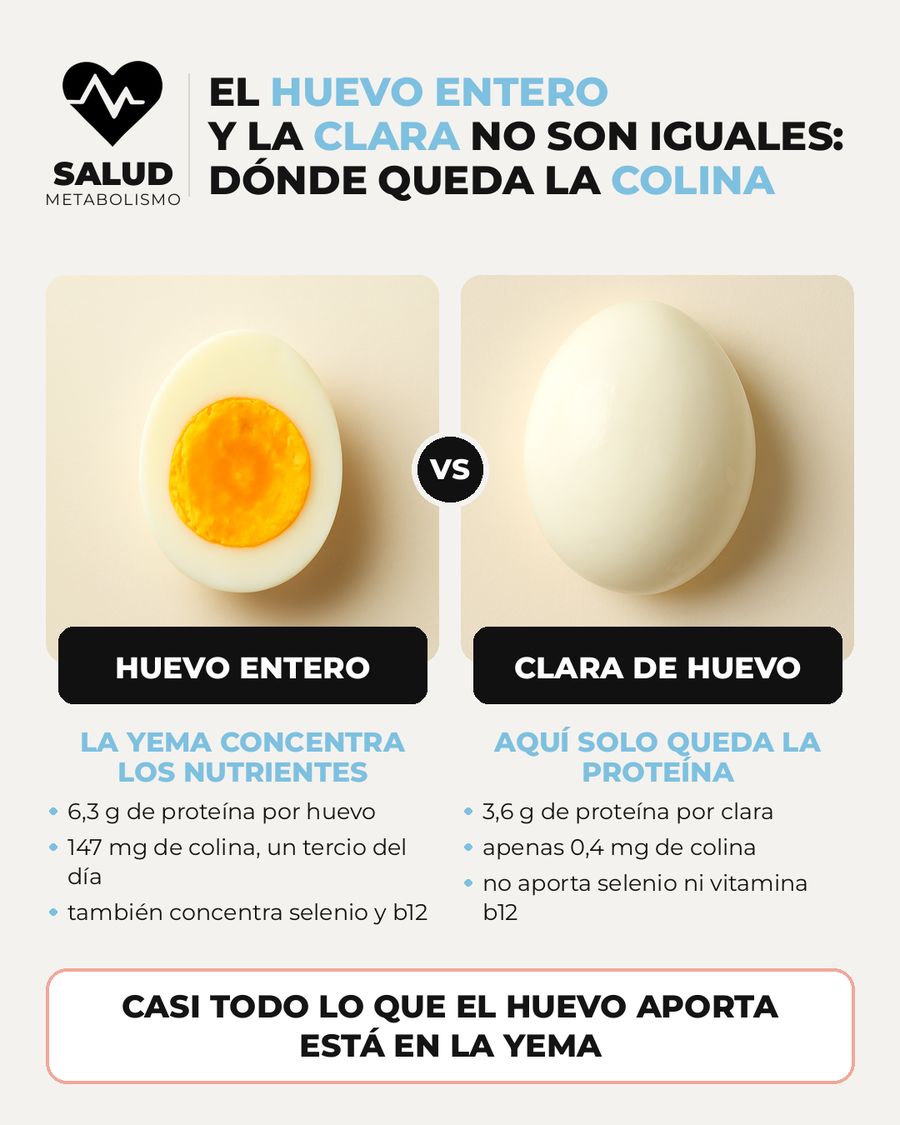 SALUD
METABOLISMO
EL HUEVO ENTERO
Y LA CLARA NO SON IGUALES:
DÓNDE QUEDA LA COLINA
VS
HUEVO ENTERO
LA YEMA CONCENTRA
LOS NUTRIENTES
• 6,3 g de proteína por huevo
• 147 mg de colina, un tercio del
día
• también concentra selenio y b12
CLARA DE HUEVO
AQUÍ SOLO QUEDA LA
PROTEÍNA
• 3,6 g de proteína por clara
• apenas 0,4 mg de colina
• no aporta selenio ni vitamina
b12
CASI TODO LO QUE EL HUEVO APORTA
ESTÁ EN LA YEMA